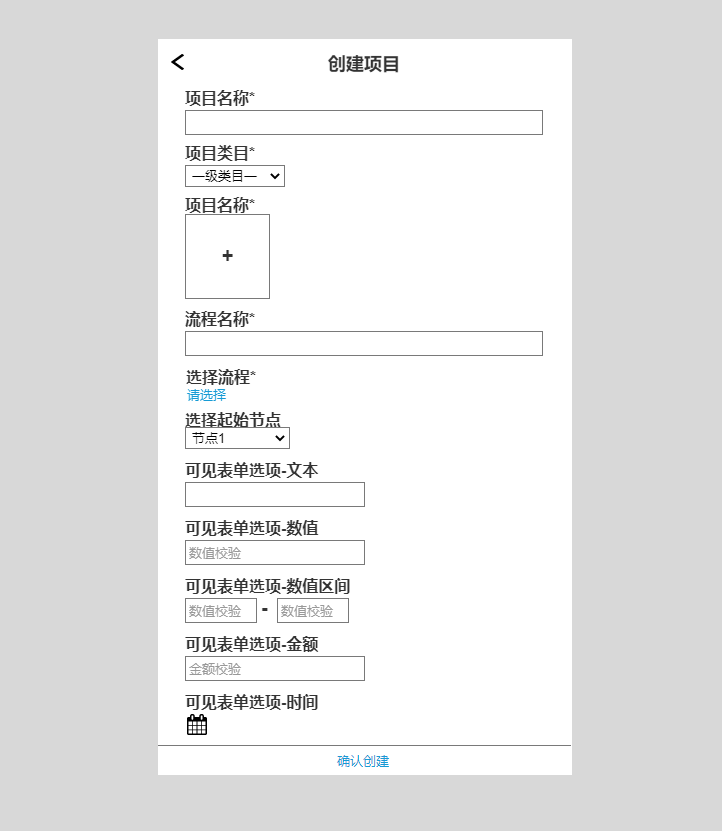 创建项目
项目名称*
项目类目*
一级类目一
项目名称*
+
流程名称*
选择流程*
请选择
选择起始节点
节点1
可见表单选项-文本
可见表单选项-数值
数值校验
可见表单选项-数值区间
数值校验 - 数值校验
可见表单选项-金额
金额校验
可见表单选项-时间
确认创建